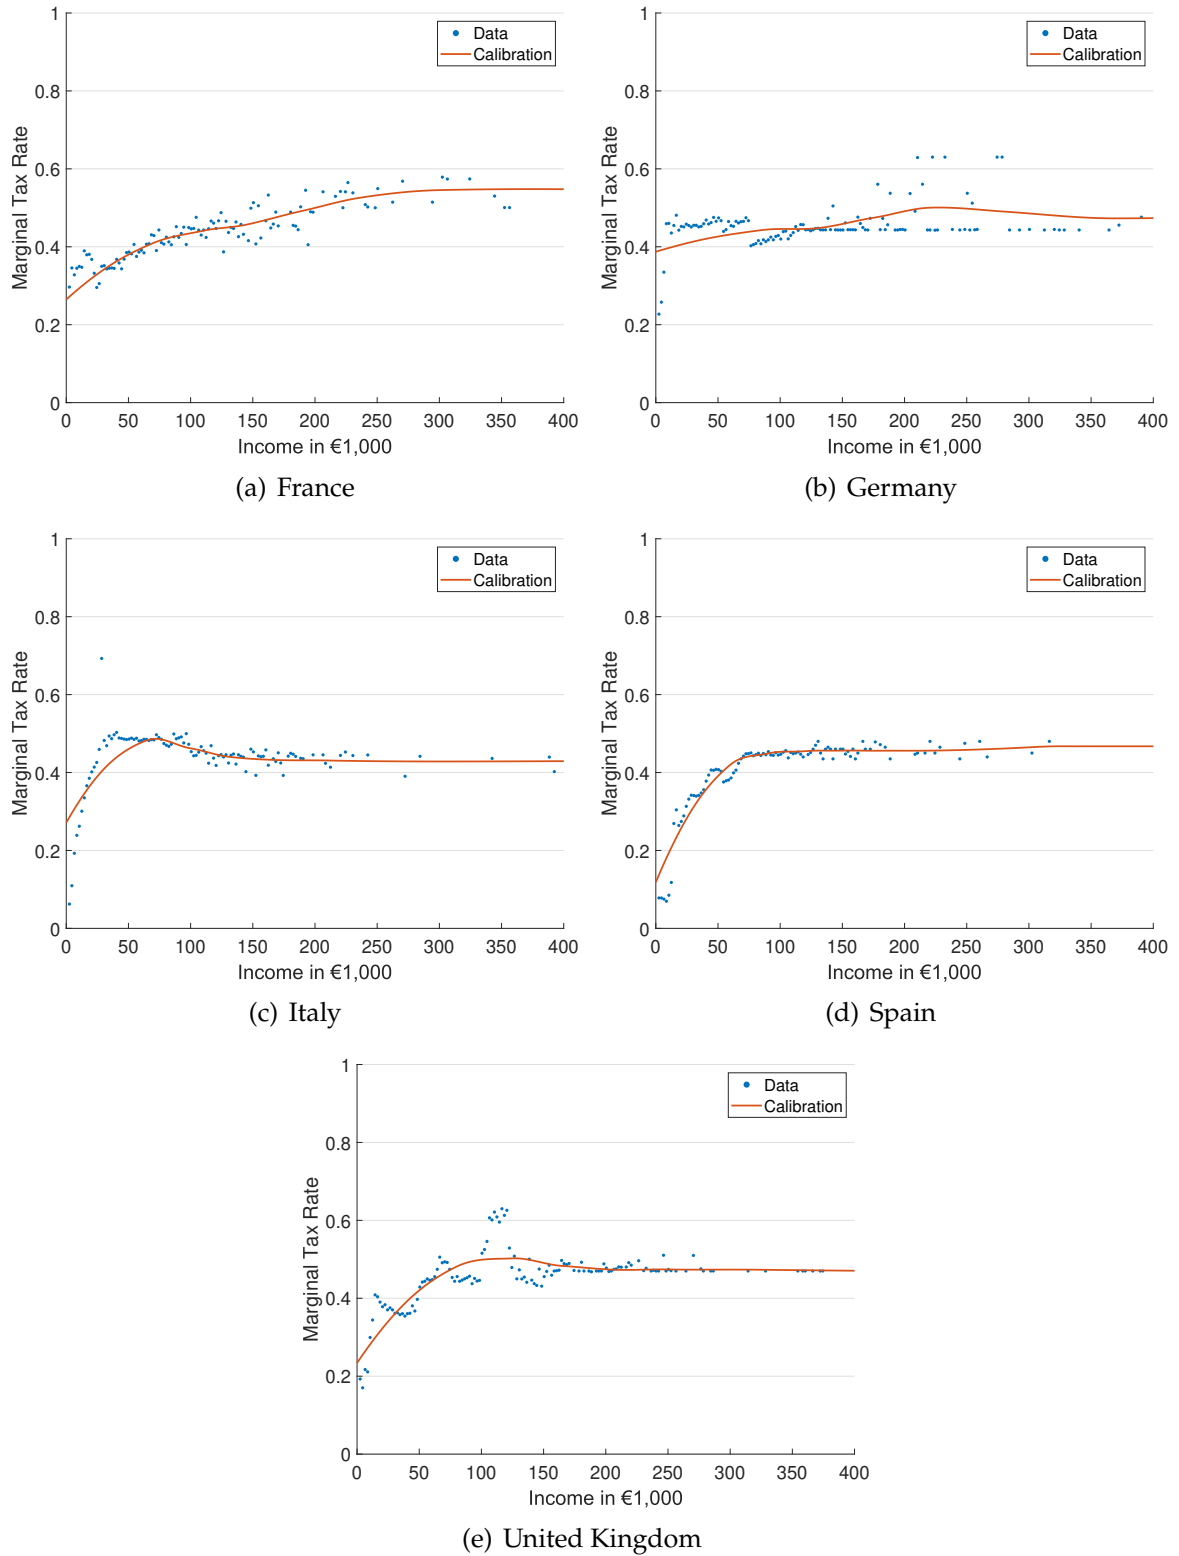 1
0.8
0.6
0.4
0.2
0
Marginal Tax Rate
Data
Calibration
0 50 100 150 200 250 300 350 400
Income in €1,000
(a) France
1
0.8
0.6
0.4
0.2
0
Marginal Tax Rate
Data
Calibration
0 50 100 150 200 250 300 350 400
Income in €1,000
(b) Germany
1
0.8
0.6
0.4
0.2
0
Marginal Tax Rate
Data
Calibration
0 50 100 150 200 250 300 350 400
Income in €1,000
(c) Italy
1
0.8
0.6
0.4
0.2
0
Marginal Tax Rate
Data
Calibration
0 50 100 150 200 250 300 350 400
Income in €1,000
(d) Spain
1
0.8
0.6
0.4
0.2
0
Marginal Tax Rate
Data
Calibration
0 50 100 150 200 250 300 350 400
Income in €1,000
(e) United Kingdom